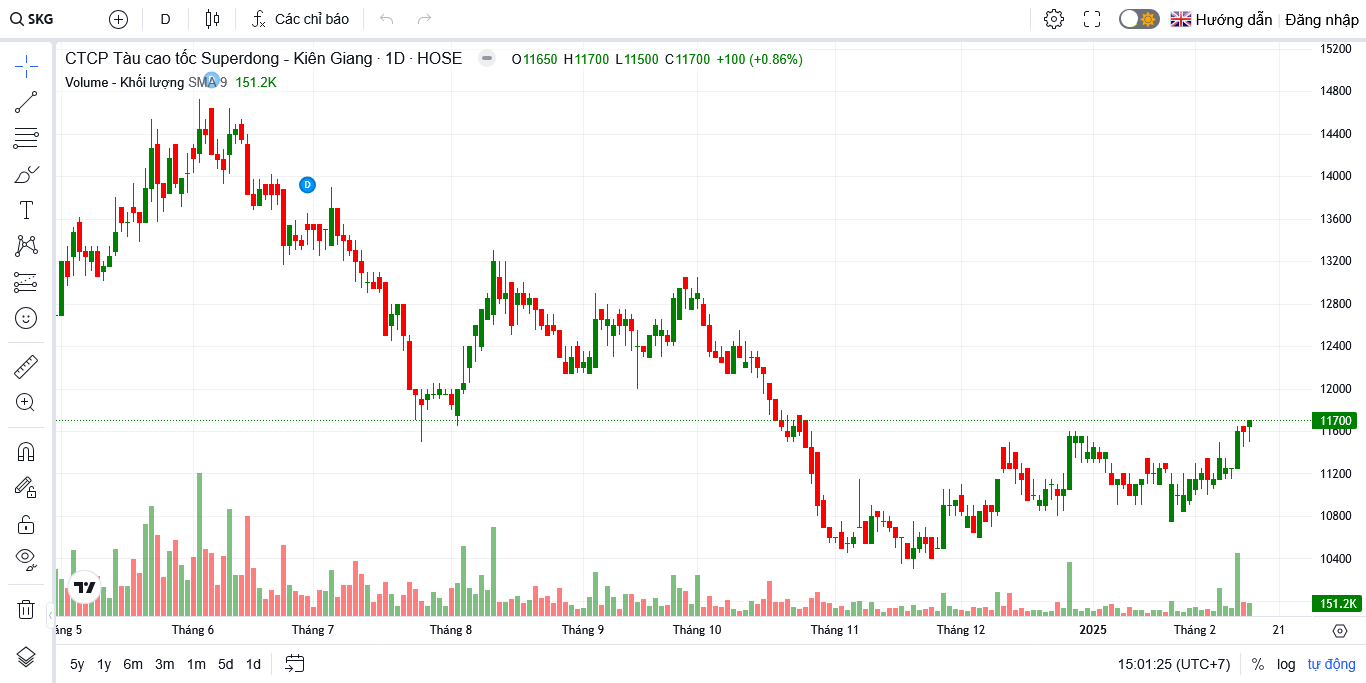 SKG D Các chỉ báo Hướng dẫn Đăng nhập
CTCP Tàu cao tốc Superdong - Kiên Giang · 1D · HOSE O11650 H11700 L11500 C11700 +100 (+0.86%)
Volume - Khối lượng SMA 9 151.2K
D
15200
14800
14400
14000
13600
13200
12800
12400
12000
11700
11600
11200
10800
10400
151.2K
áng 5 Tháng 6 Tháng 7 Tháng 8 Tháng 9 Tháng 10 Tháng 11 Tháng 12 2025 Tháng 2 21
5y 1y 6m 3m 1m 5d 1d 15:01:25 (UTC+7) % log tự động